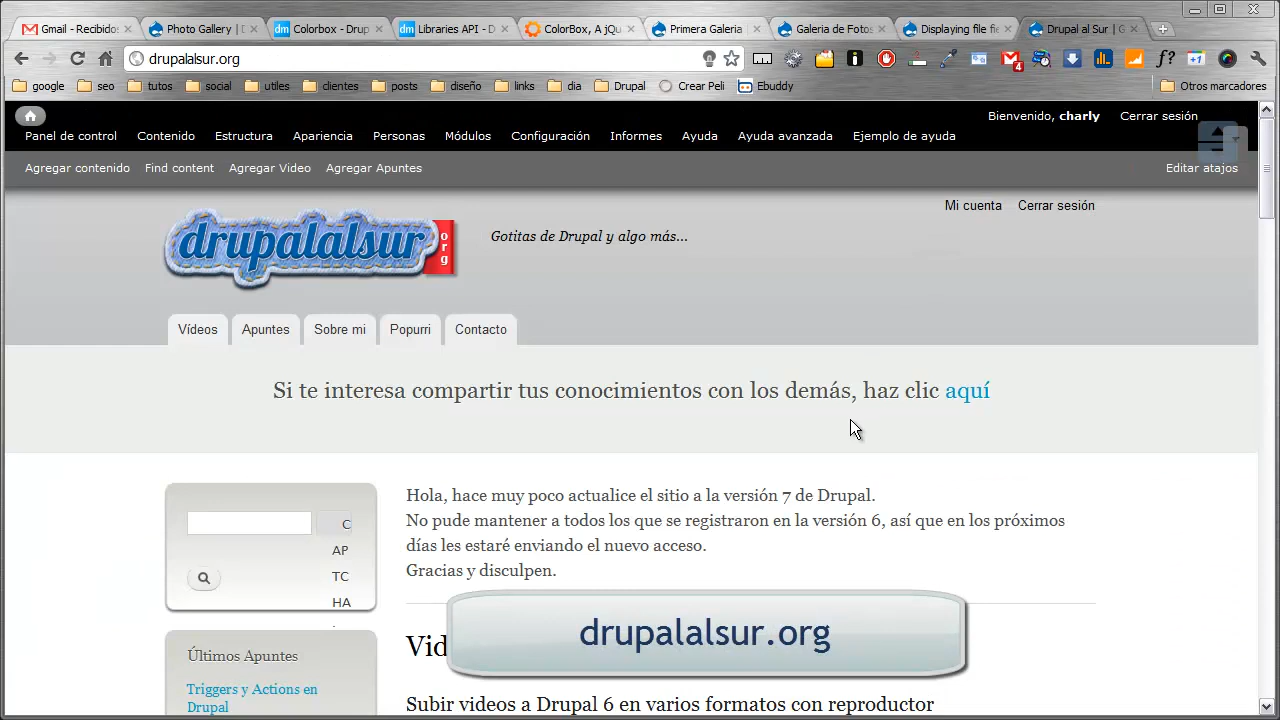 Gmail - Recibidos
Photo Gallery | D
Colorbox - Drup
Libraries API - D
ColorBox, A jQu
Primera Galeria
Galeria de Fotos
Displaying file fie
Drupal al Sur | G
drupalalsur.org
4
f?
+1
google
seo
tutos
social
utiles
clientes
posts
diseño
links
dia
Drupal
Crear Peli
Ebuddy
Otros marcadores
Bienvenido, charly
Cerrar sesión
Panel de control
Contenido
Estructura
Apariencia
Personas
Módulos
Configuración
Informes
Ayuda
Ayuda avanzada
Ejemplo de ayuda
Agregar contenido
Find content
Agregar Video
Agregar Apuntes
Editar atajos
Mi cuenta
Cerrar sesión
drupalalsur
org
Gotitas de Drupal y algo más...
Vídeos
Apuntes
Sobre mi
Popurri
Contacto
Si te interesa compartir tus conocimientos con los demás, haz clic aquí
C
AP
TC
HA
Hola, hace muy poco actualice el sitio a la versión 7 de Drupal.
No pude mantener a todos los que se registraron en la versión 6, así que en los próximos
días les estaré enviando el nuevo acceso.
Gracias y disculpen.
Vid
drupalalsur.org
Últimos Apuntes
Triggers y Actions en
Drupal
Subir videos a Drupal 6 en varios formatos con reproductor